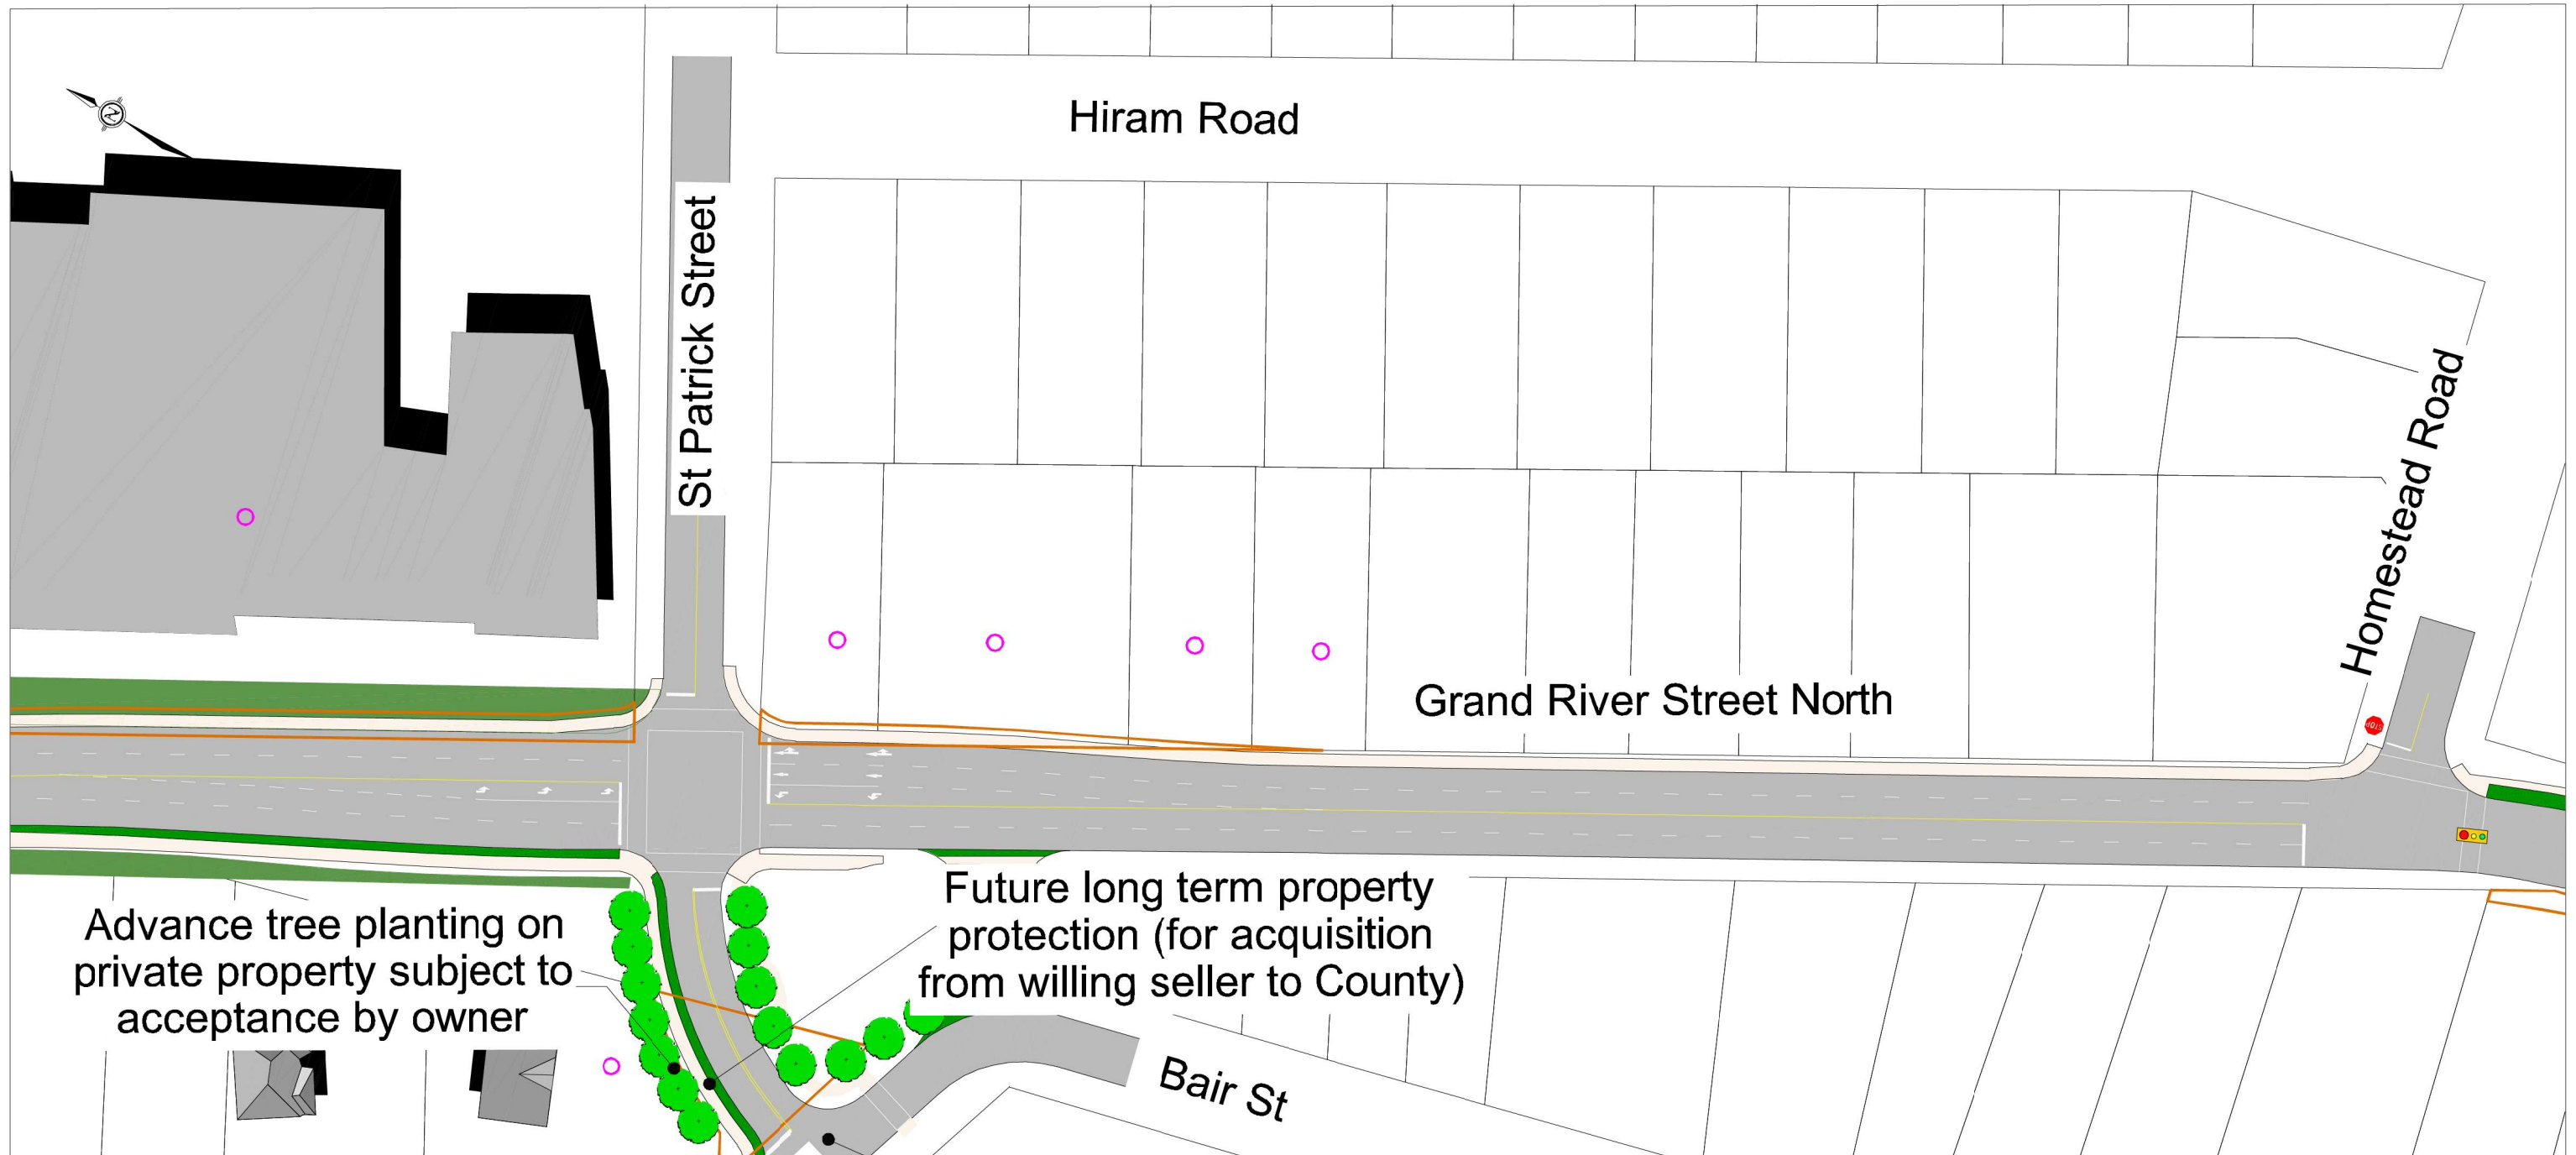 Hiram Road
N
St Patrick Street
Homestead Road
Grand River Street North
STOP
Advance tree planting on
private property subject to
acceptance by owner
Future long term property
protection (for acquisition
from willing seller to County)
Bair St